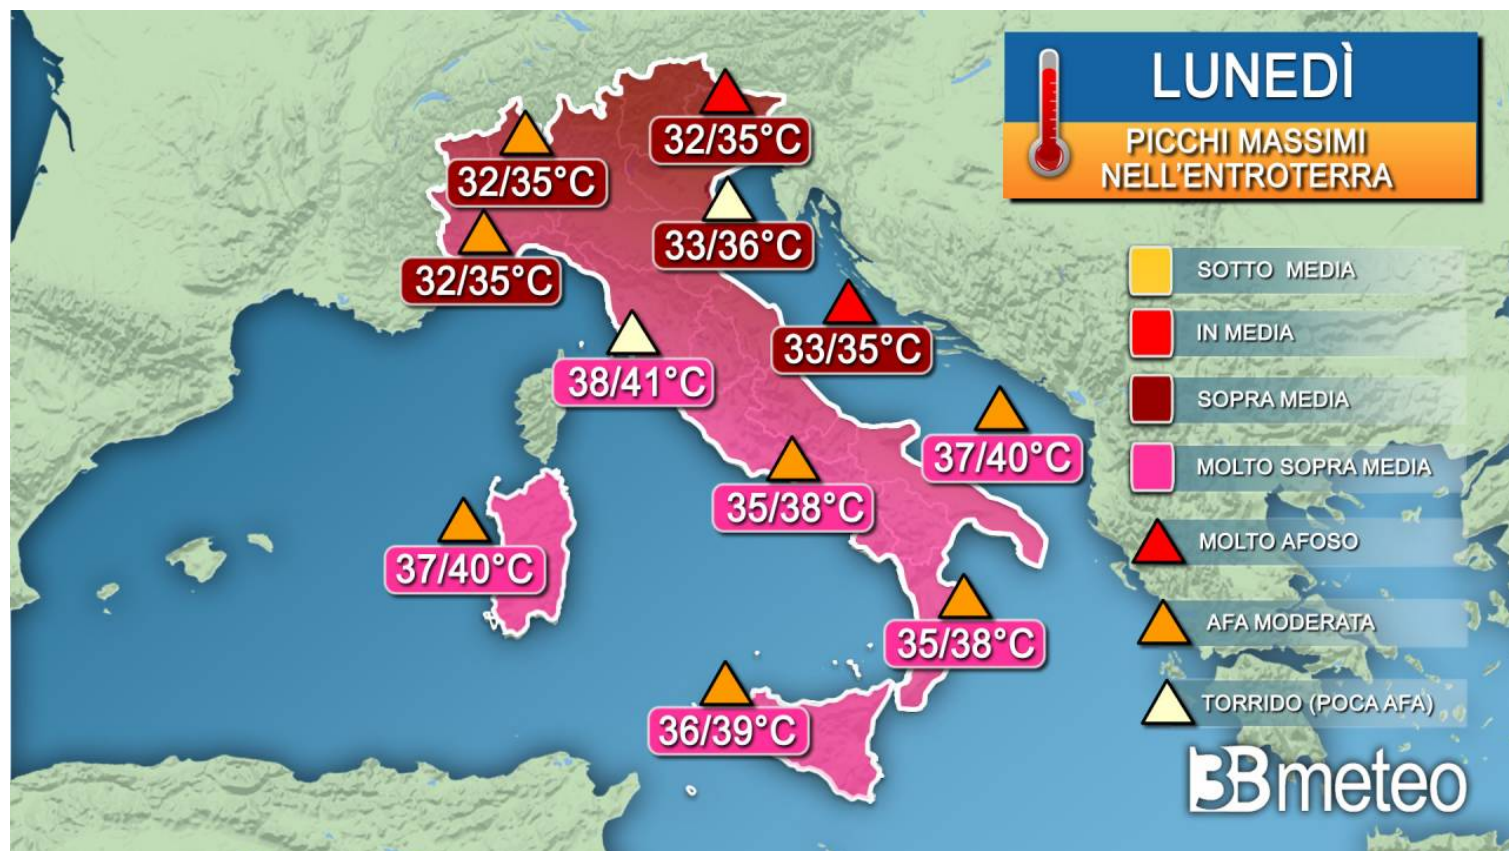 LUNEDÌ
PICCHI MASSIMI
NELL'ENTROTERRA
32/35°C
32/35°C
33/36°C
32/35°C
33/35°C
38/41°C
37/40°C
35/38°C
37/40°C
35/38°C
36/39°C
SOTTO MEDIA
IN MEDIA
SOPRA MEDIA
MOLTO SOPRA MEDIA
MOLTO AFOSO
AFA MODERATA
TORRIDO (POCA AFA)
3Bmeteo